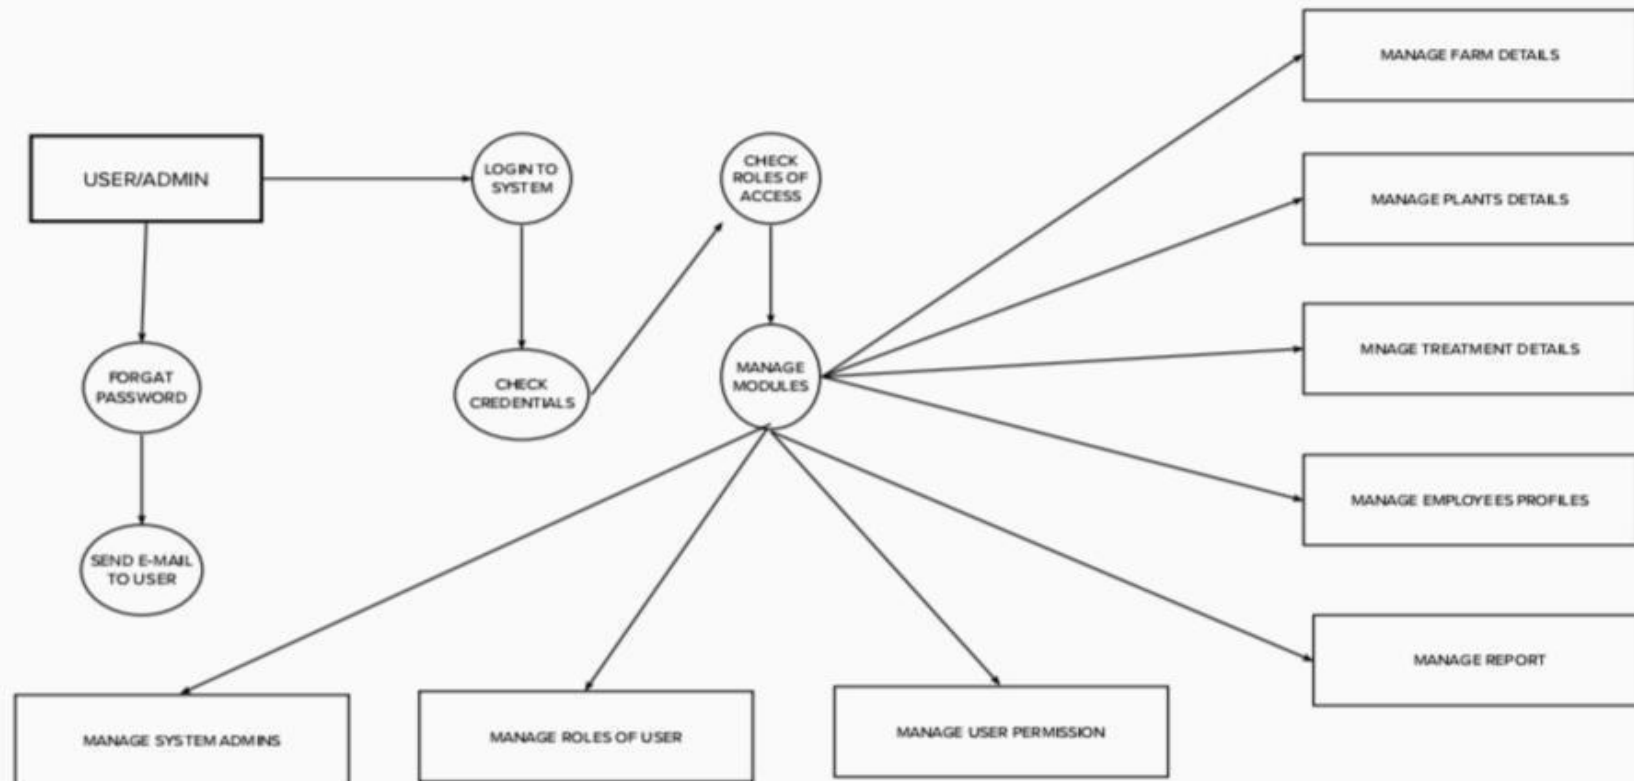 MANAGE FARM DETAILS
USER/ADMIN
LOGIN TO
SYSTEM
CHECK
ROLES OF
ACCESS
MANAGE PLANTS DETAILS
FORGAT
PASSWORD
CHECK
CREDENTIALS
MANAGE
MODULES
MNAGE TREATMENT DETAILS
MANAGE EMPLOYEES PROFILES
SEND E-MAIL
TO USER
MANAGE REPORT
MANAGE SYSTEM ADMINS
MANAGE ROLES OF USER
MANAGE USER PERMISSION